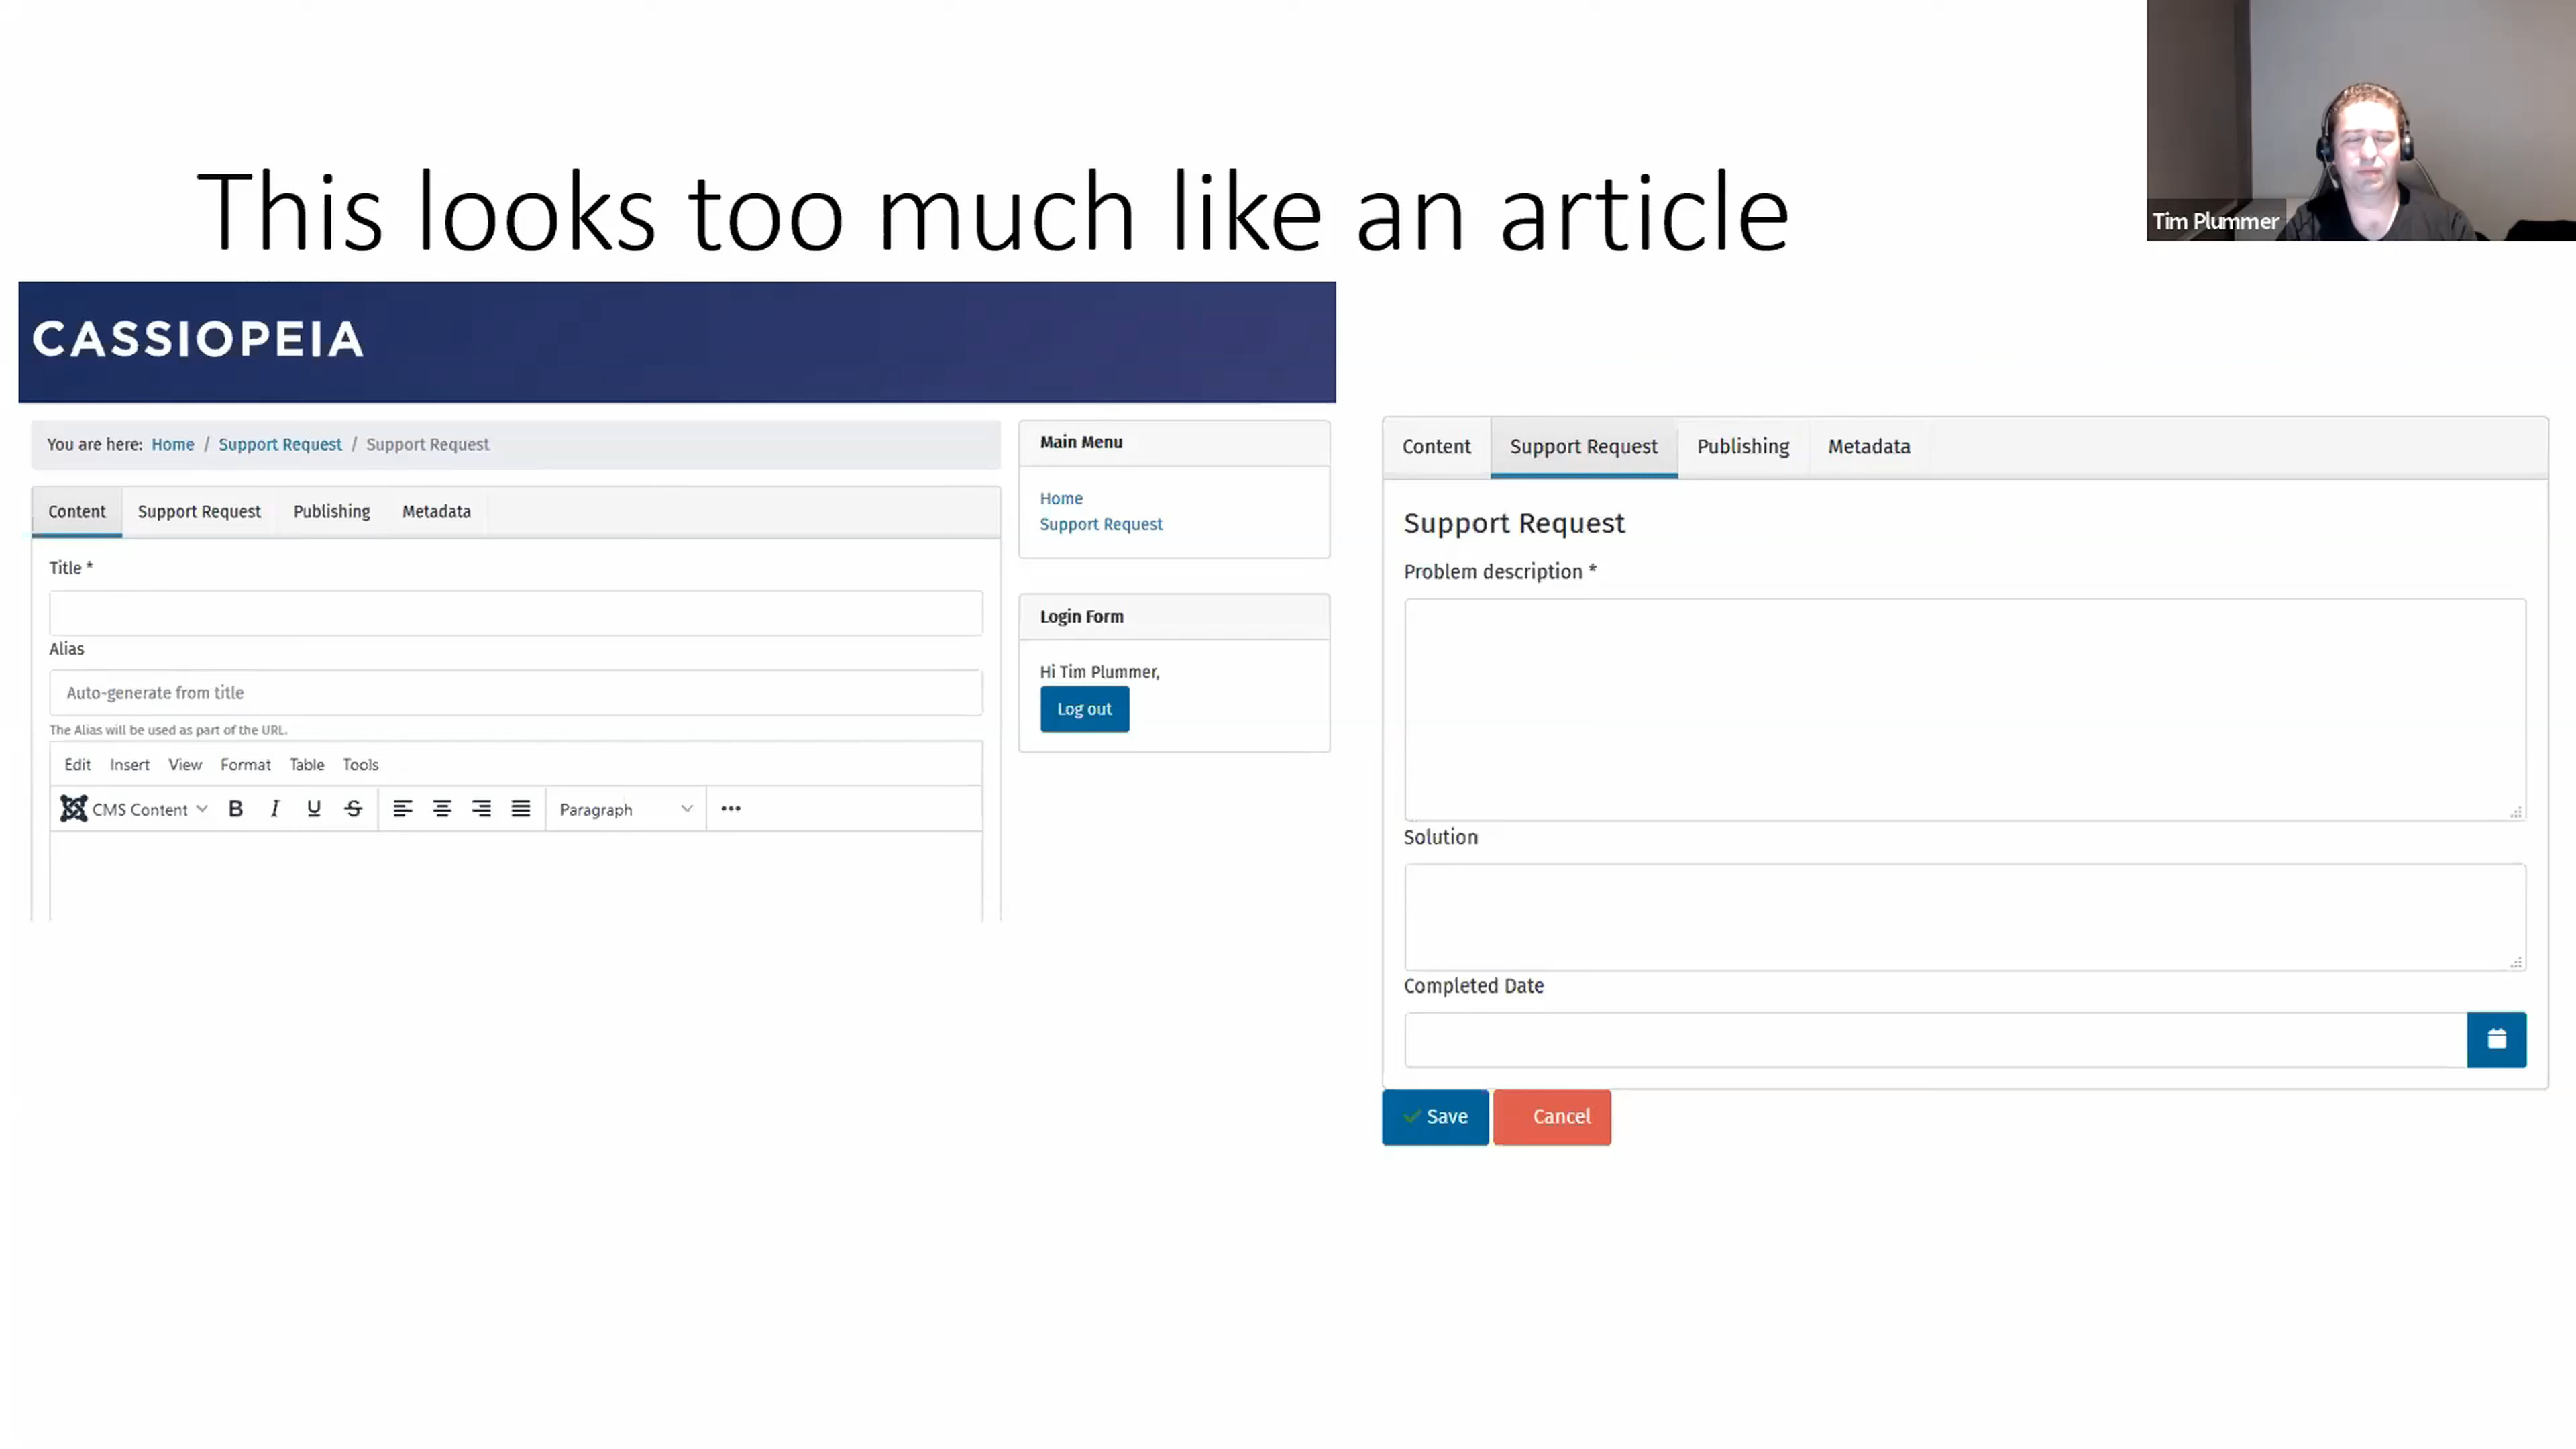 This looks too much like an article
Tim Plummer
CASSIOPEIA
You are here: Home / Support Request / Support Request
Content Support Request Publishing Metadata
Title *
Alias
Auto-generate from title
The Alias will be used as part of the URL.
Edit Insert View Format Table Tools
CMS Content B I U S Paragraph •••
Main Menu
Home
Support Request
Login Form
Hi Tim Plummer,
Log out
Content Support Request Publishing Metadata
Support Request
Problem description *
Solution
Completed Date
Save Cancel